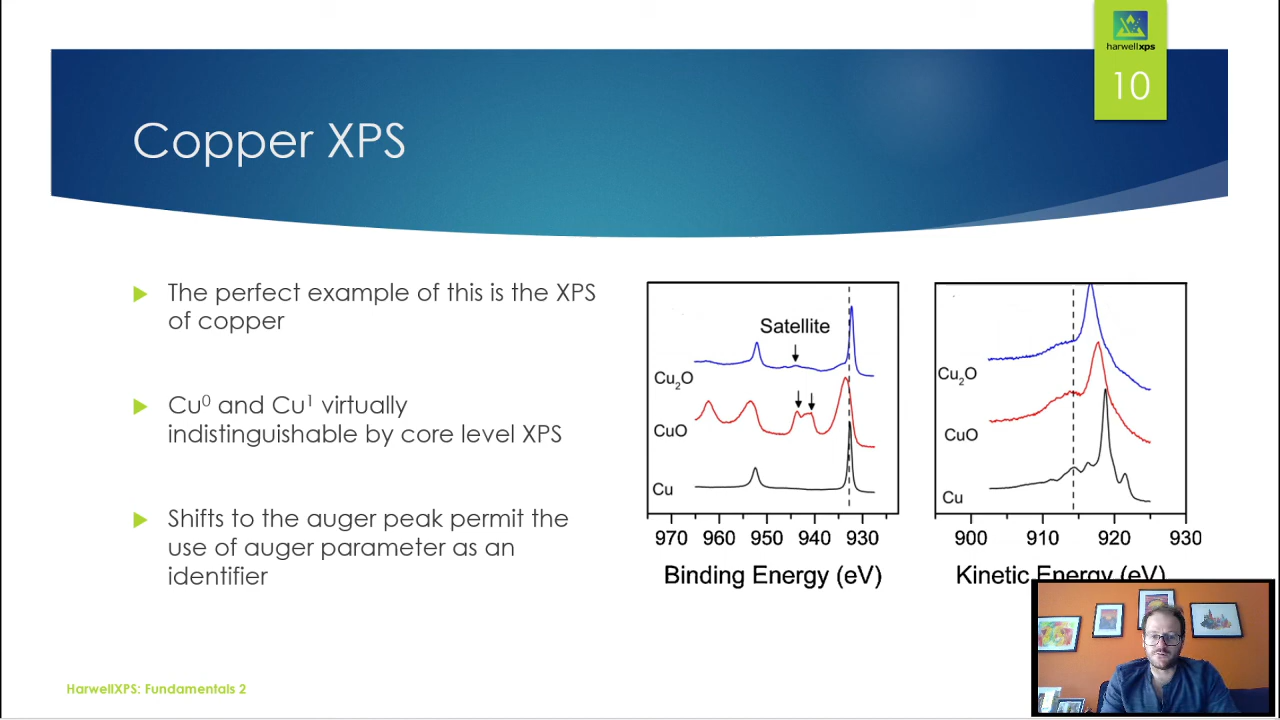 harwellxps
10
Copper XPS
The perfect example of this is the XPS
of copper
Cu⁰ and Cu¹ virtually
indistinguishable by core level XPS
Shifts to the auger peak permit the
use of auger parameter as an
identifier
Satellite
Cu₂O
CuO
Cu
970 960 950 940 930
Binding Energy (eV)
Cu₂O
CuO
Cu
900 910 920 930
Kinetic Energy (eV)
HarwellXPS: Fundamentals 2